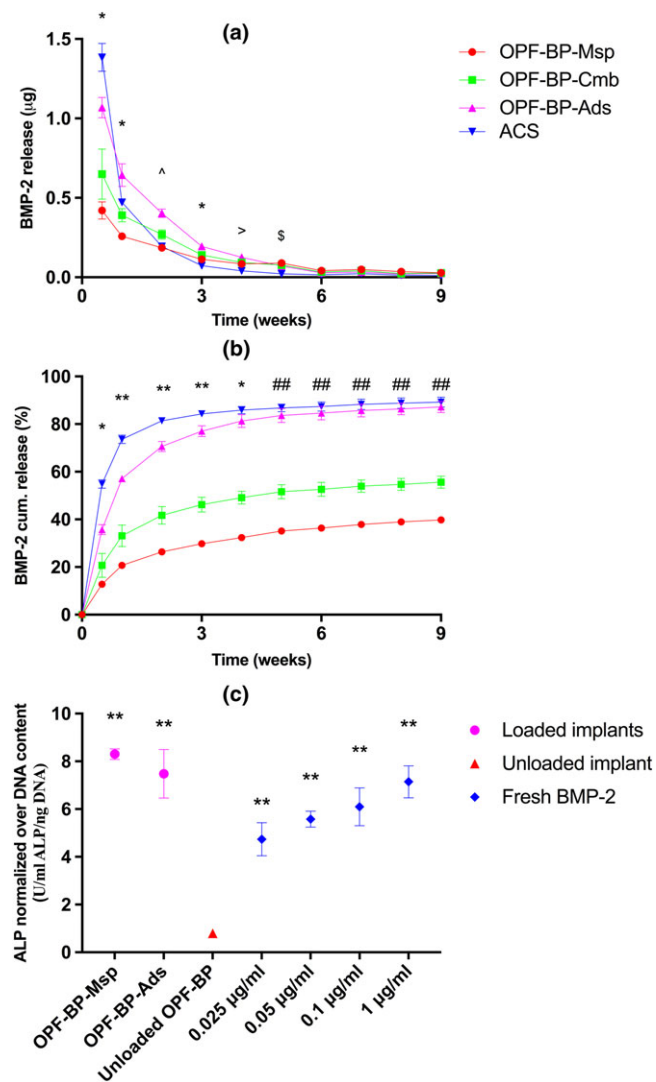 (a)
*
*
^
*
>
$
1.5
1.0
0.5
0.0
BMP-2 release (µg)
0
3
6
9
Time (weeks)
OPF-BP-Msp
OPF-BP-Cmb
OPF-BP-Ads
ACS
(b)
*
**
**
**
*
##
##
##
##
##
100
80
60
40
20
0
BMP-2 cum. release (%)
0
3
6
9
Time (weeks)
(c)
**
**
**
**
**
**
10
8
6
4
2
0
ALP normalized over DNA content
(U/ml ALP/ng DNA)
OPF-BP-Msp
OPF-BP-Ads
Unloaded OPF-BP
0.025 µg/ml
0.05 µg/ml
0.1 µg/ml
1 µg/ml
Loaded implants
Unloaded implant
Fresh BMP-2